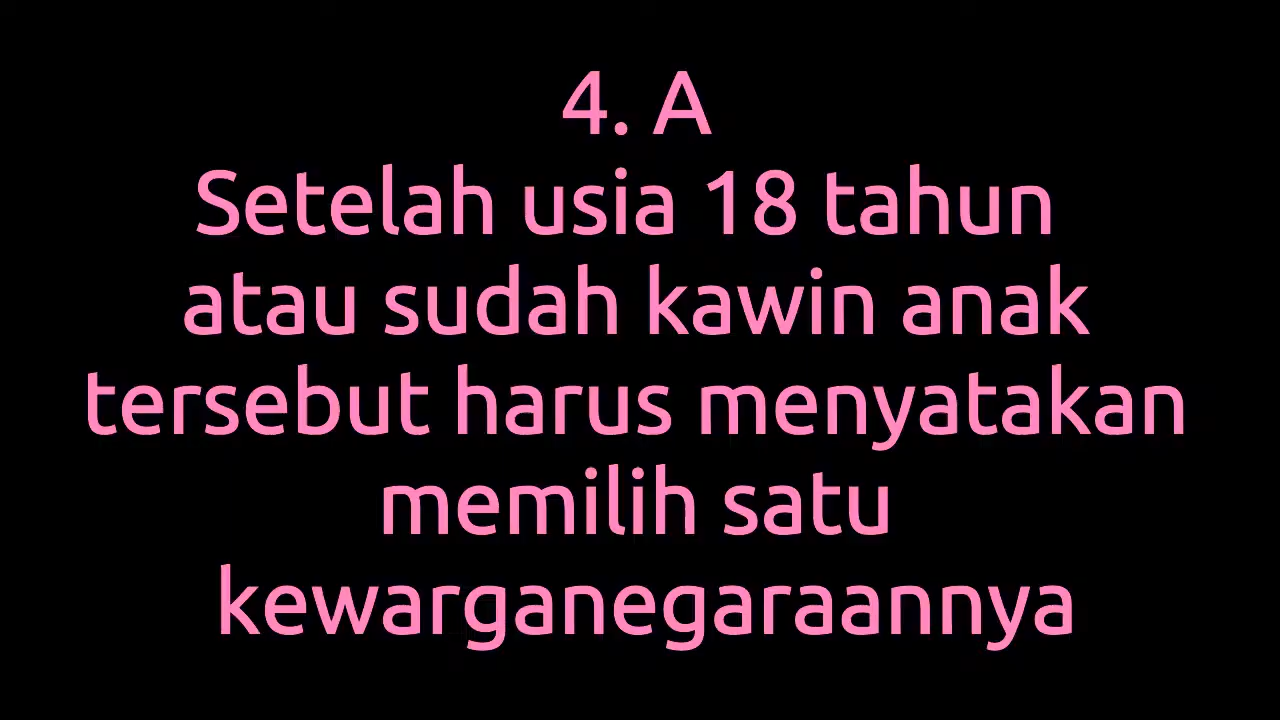 4. A
Setelah usia 18 tahun
atau sudah kawin anak
tersebut harus menyatakan
memilih satu
kewarganegaraannya